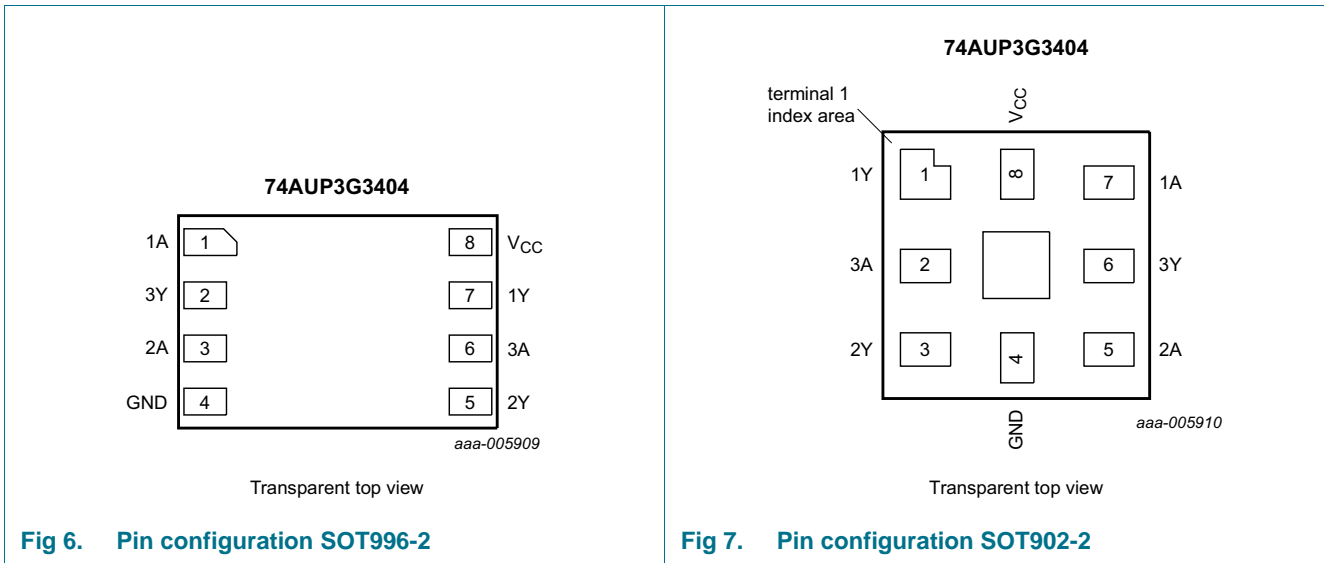 74AUP3G3404
1A 1 8 VCC
3Y 2 7 1Y
2A 3 6 3A
GND 4 5 2Y
aaa-005909
Transparent top view
Fig 6. Pin configuration SOT996-2
74AUP3G3404
terminal 1
index area
VCC
1Y 1 8 7 1A
3A 2 6 3Y
2Y 3 4 5 2A
GND
aaa-005910
Transparent top view
Fig 7. Pin configuration SOT902-2